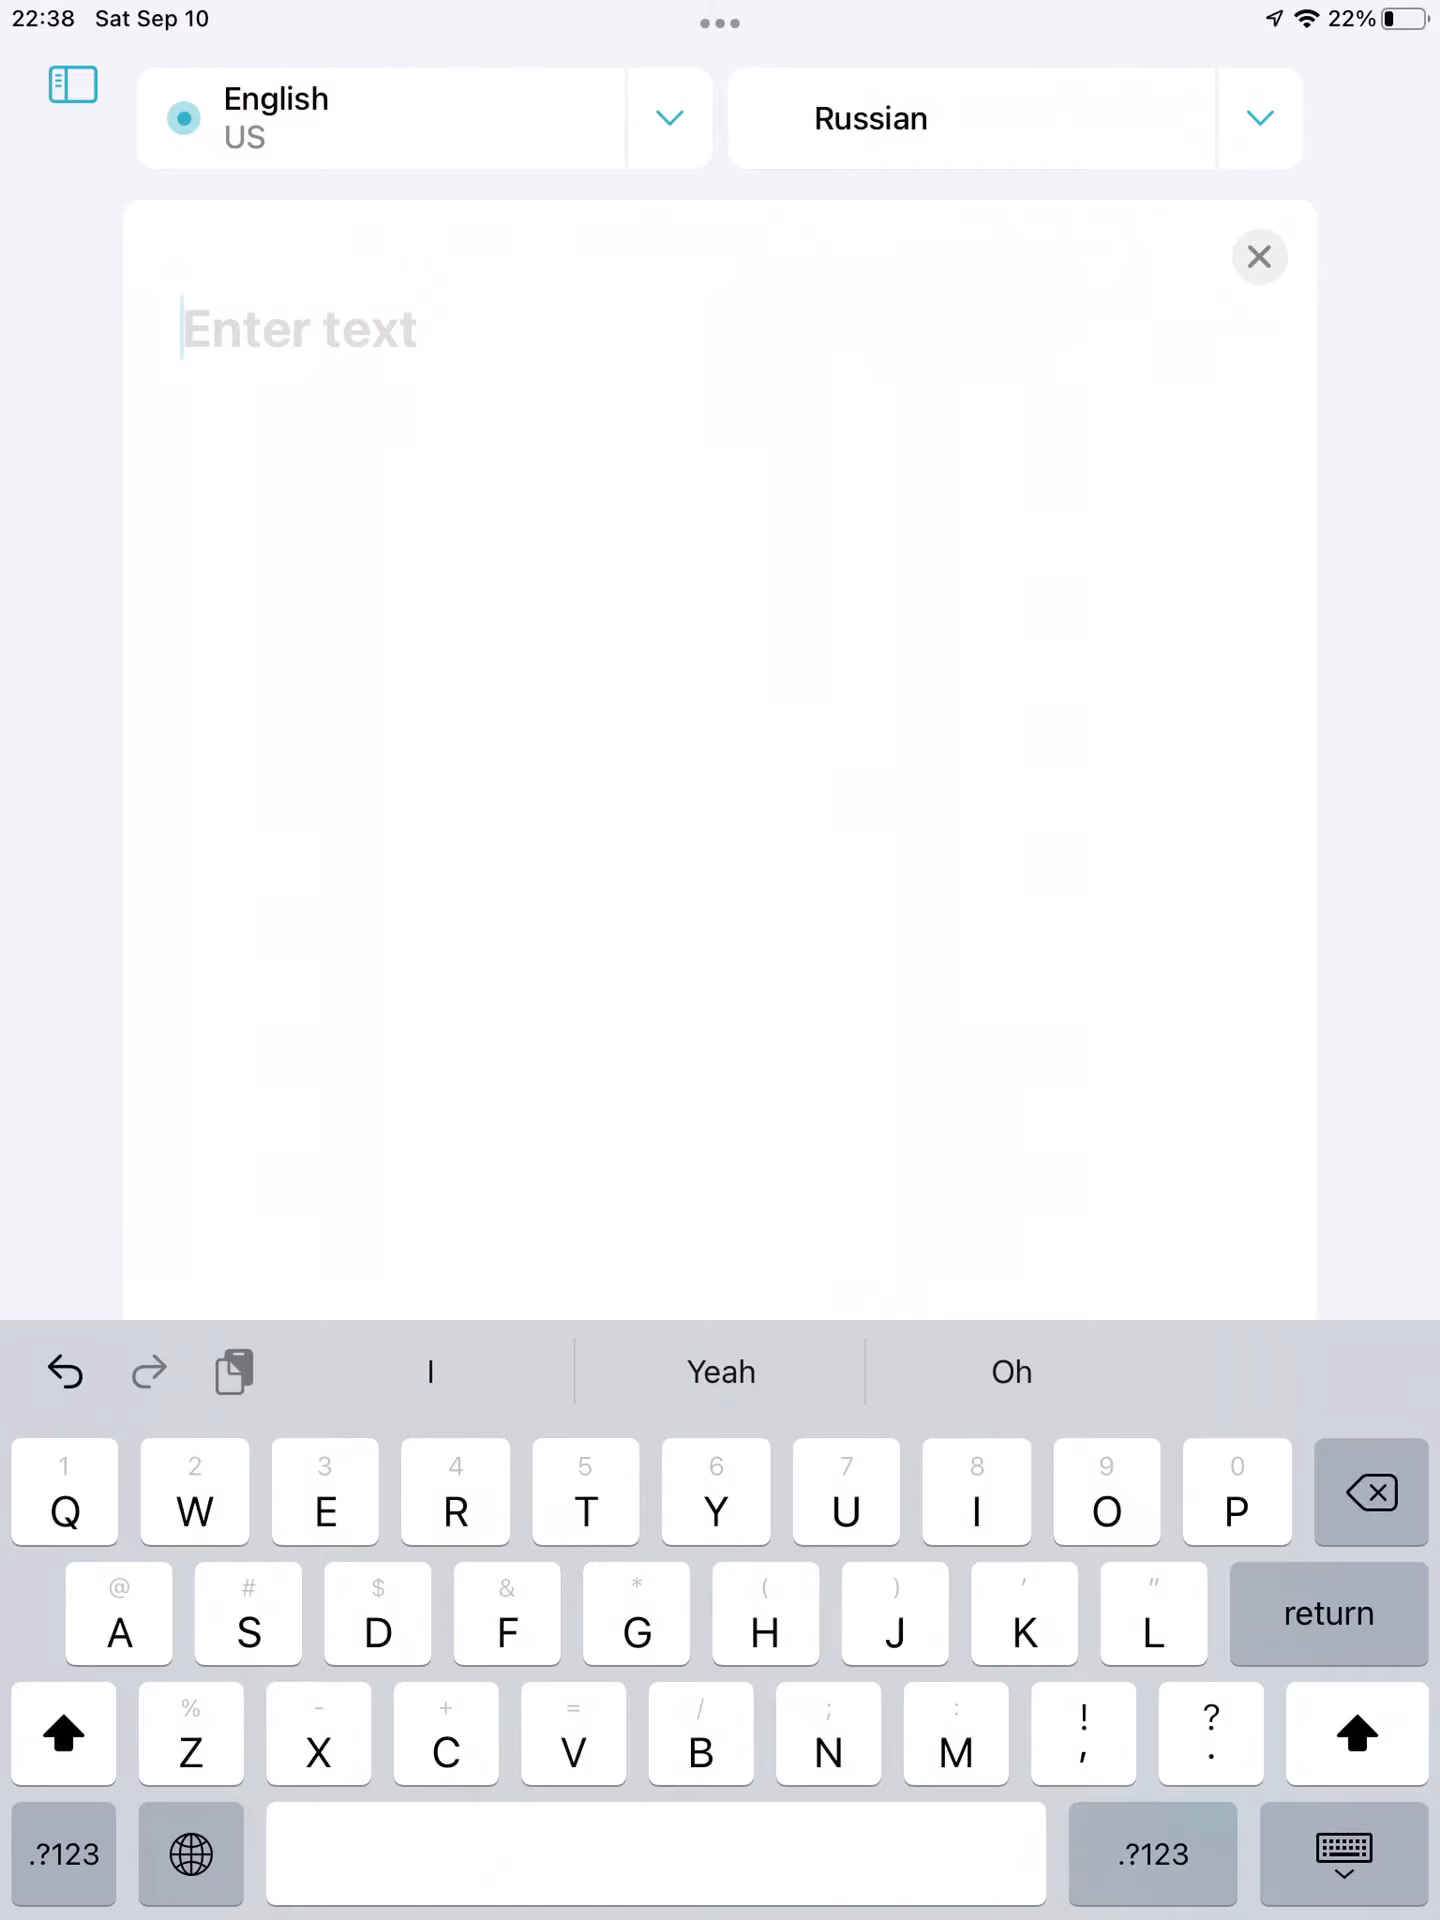 22:38 Sat Sep 10 22%
English
US
Russian
Enter text
I Yeah Oh
1 2 3 4 5 6 7 8 9 0
Q W E R T Y U I O P
@ # $ & * ( ) ' "
A S D F G H J K L return
% - + = / ; : ! ?
Z X C V B N M , .
.?123 .?123